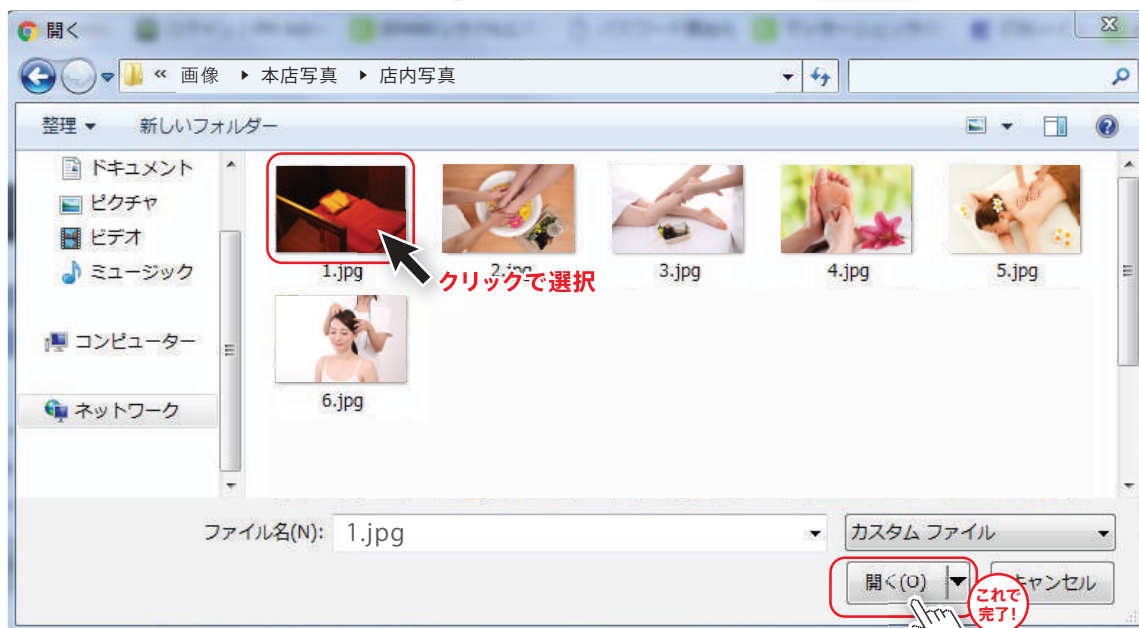 開く
« 画像 ▶ 本店写真 ▶ 店内写真
整理 ▼ 新しいフォルダー
ドキュメント
ピクチャ
ビデオ
ミュージック
コンピューター
ネットワーク
1.jpg
2.jpg
3.jpg
4.jpg
5.jpg
クリックで選択
6.jpg
ファイル名(N): 1.jpg
カスタム ファイル
開く(O)
キャンセル
これで
完了!